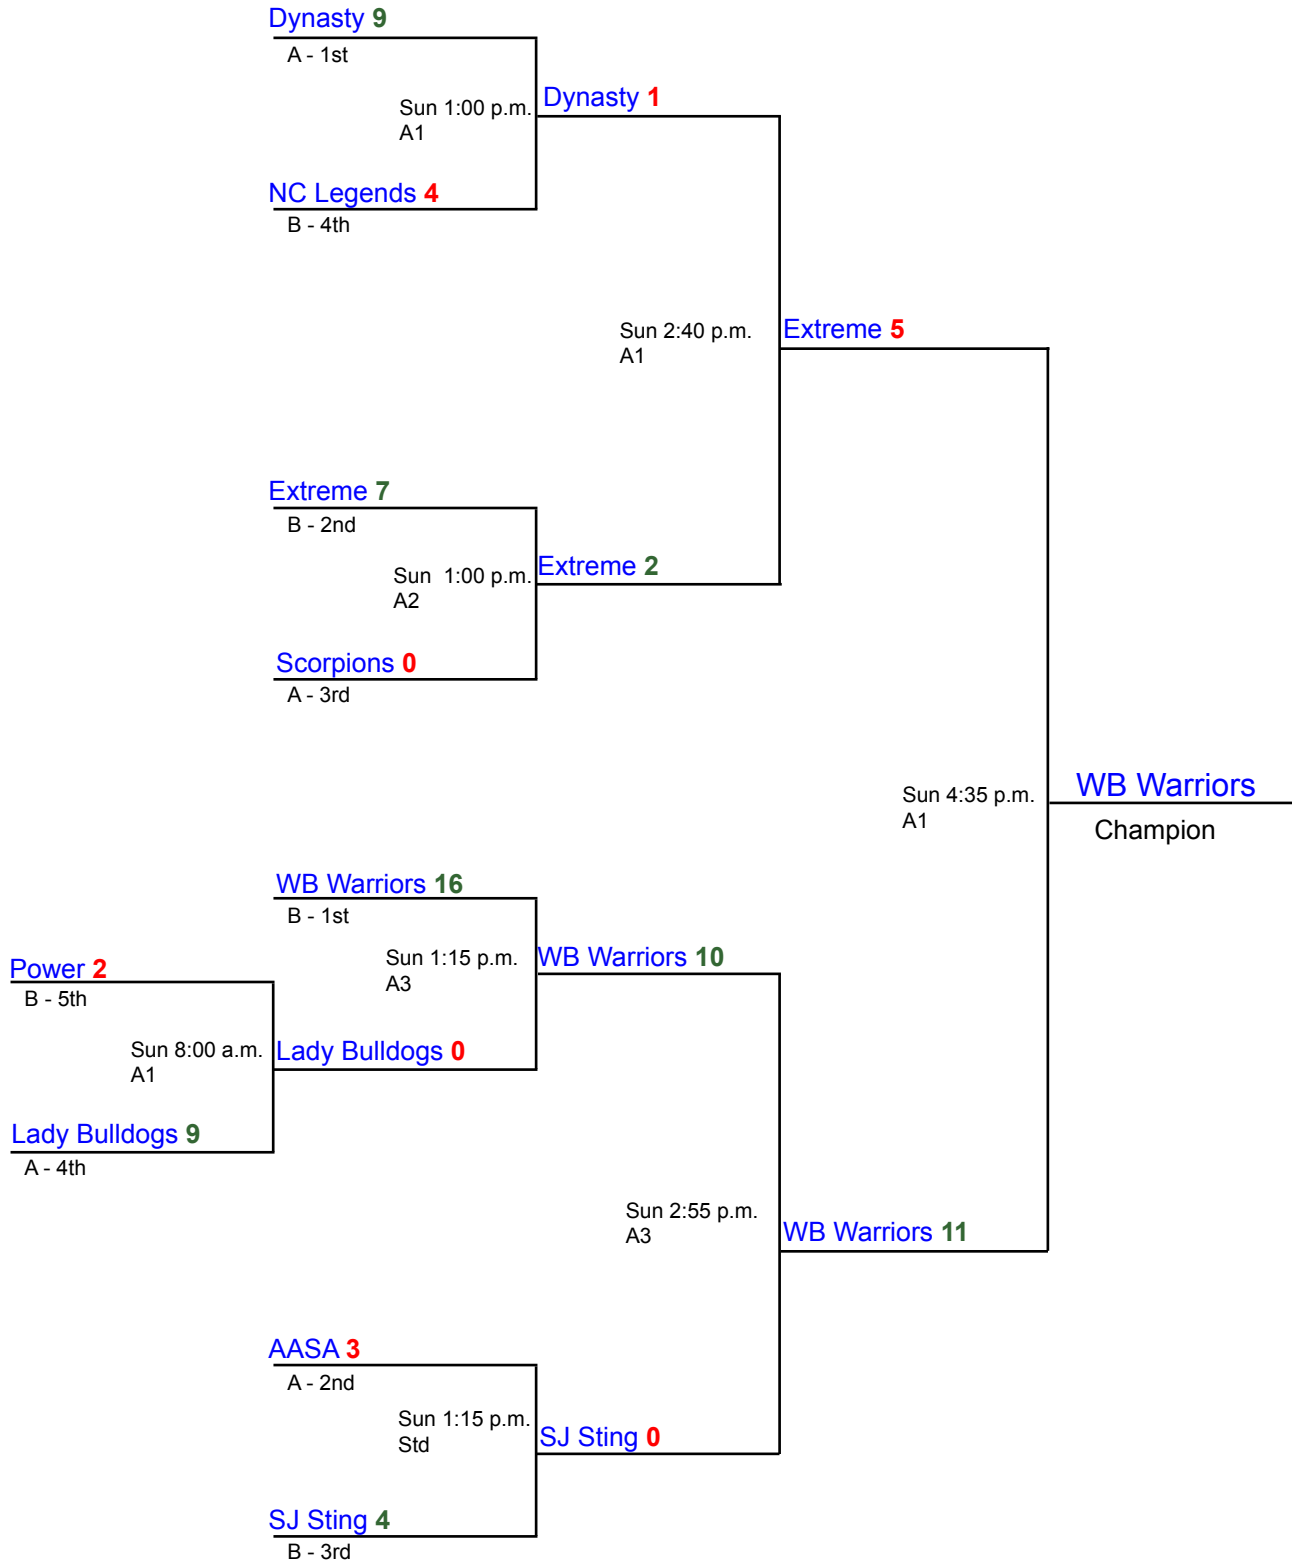 Dynasty 9
A - 1st
Sun 1:00 p.m.
A1
Dynasty 1
NC Legends 4
B - 4th
Sun 2:40 p.m.
A1
Extreme 5
Extreme 7
B - 2nd
Sun  1:00 p.m.
A2
Extreme 2
Scorpions 0
A - 3rd
Sun 4:35 p.m.
A1
WB Warriors
Champion
WB Warriors 16
B - 1st
Sun 1:15 p.m.
A3
WB Warriors 10
Power 2
B - 5th
Sun 8:00 a.m.
A1
Lady Bulldogs 0
Lady Bulldogs 9
A - 4th
Sun 2:55 p.m.
A3
WB Warriors 11
AASA 3
A - 2nd
Sun 1:15 p.m.
Std
SJ Sting 0
SJ Sting 4
B - 3rd